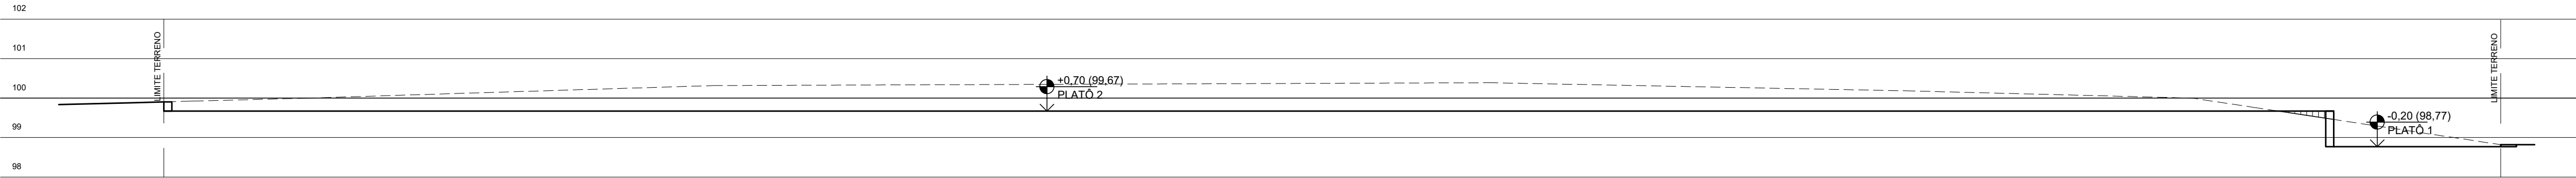 102
101
100
99
98
LIMITE TERRENO
+0,70 (99,67)
PLATÔ 2
-0,20 (98,77)
PLATÔ 1
LIMITE TERRENO